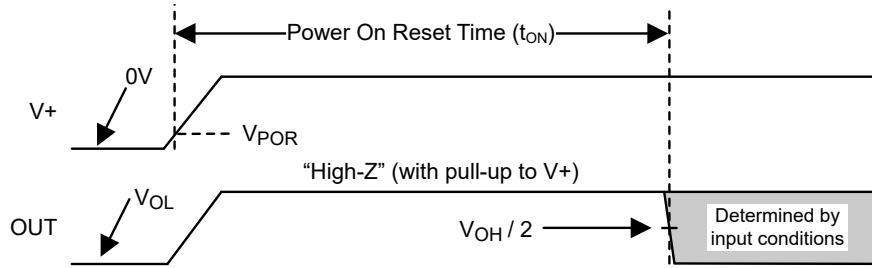 Power On Reset Time (tON)
0V
V+
VPOR
“High-Z” (with pull-up to V+)
VOL
OUT
VOH / 2
Determined by
input conditions